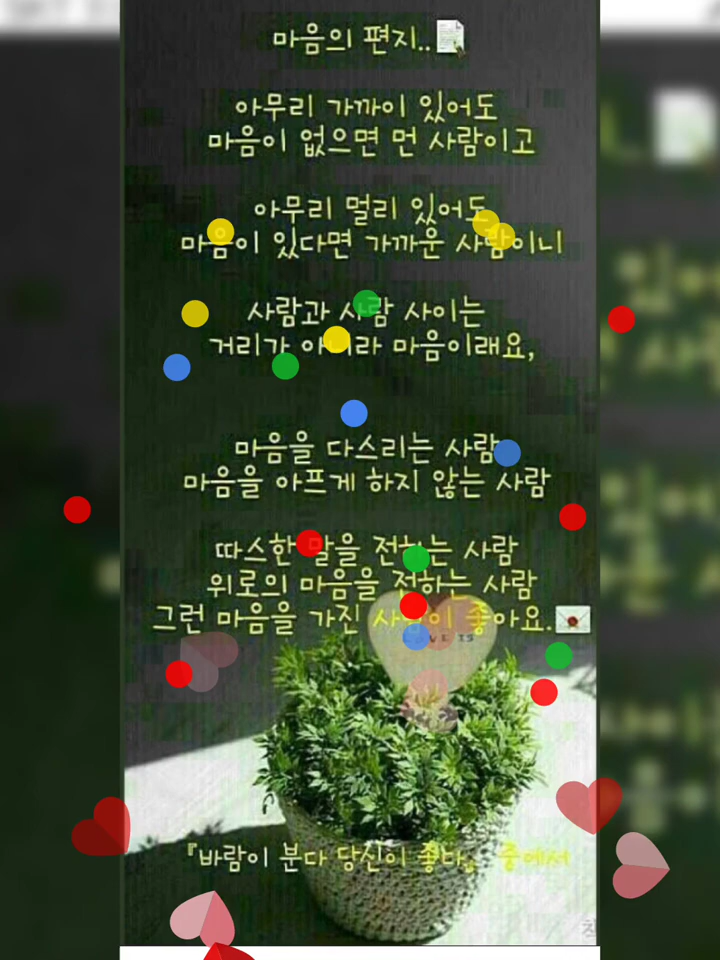 마음의 편지..
아무리 가까이 있어도
마음이 없으면 먼 사람이고
아무리 멀리 있어도
마음이 있다면 가까운 사람이니
사람과 사람 사이는
거리가 아니라 마음이래요,
마음을 다스리는 사람
마음을 아프게 하지 않는 사람
따스한 말을 전하는 사람
위로의 마음을 전하는 사람
그런 마음을 가진 사람이 좋아요.
LOVE IS
『바람이 분다 당신이 좋다』 중에서